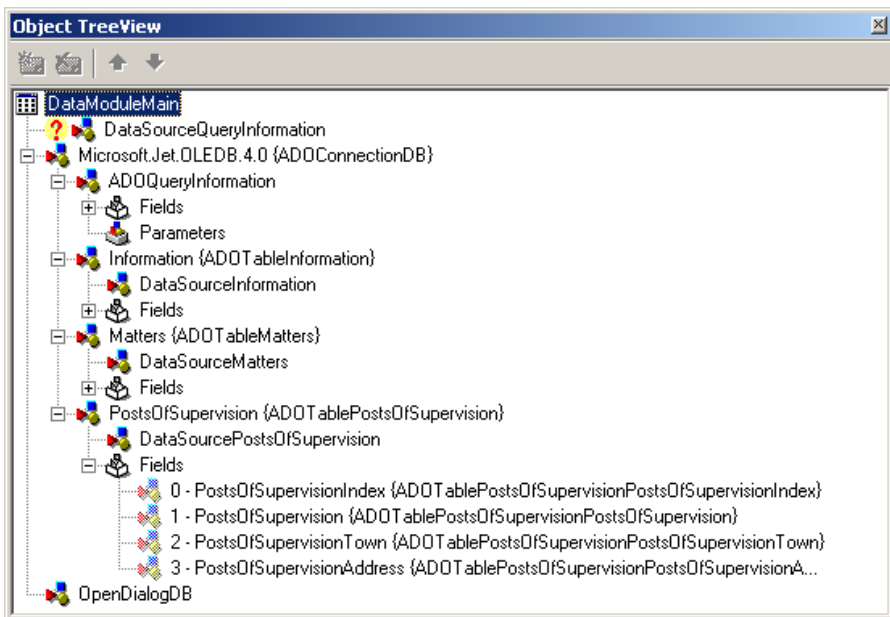 Object TreeView
DataModuleMain
? DataSourceQueryInformation
Microsoft.Jet.OLEDB.4.0 {ADOConnectionDB}
ADOQueryInformation
Fields
Parameters
Information {ADOTableInformation}
DataSourceInformation
Fields
Matters {ADOTableMatters}
DataSourceMatters
Fields
PostsOfSupervision {ADOTablePostsOfSupervision}
DataSourcePostsOfSupervision
Fields
0 - PostsOfSupervisionIndex {ADOTablePostsOfSupervisionPostsOfSupervisionIndex}
1 - PostsOfSupervision {ADOTablePostsOfSupervisionPostsOfSupervision}
2 - PostsOfSupervisionTown {ADOTablePostsOfSupervisionPostsOfSupervisionTown}
3 - PostsOfSupervisionAddress {ADOTablePostsOfSupervisionPostsOfSupervisionA...
OpenDialogDB